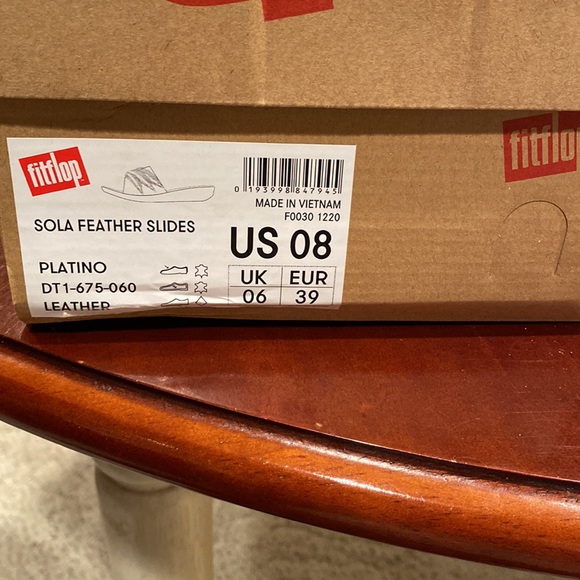 fitflop
0 193998 847945
MADE IN VIETNAM
F0030 1220
SOLA FEATHER SLIDES
US 08
PLATINO
DT1-675-060
LEATHER
UK EUR
06 39
fitflo